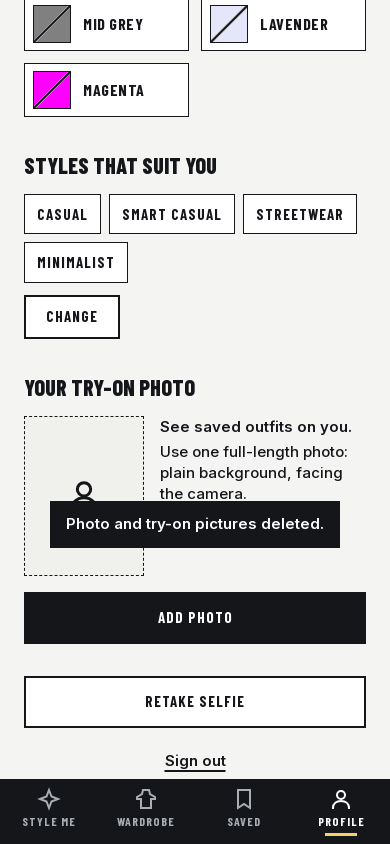 MID GREY
LAVENDER
MAGENTA
STYLES THAT SUIT YOU
CASUAL
SMART CASUAL
STREETWEAR
MINIMALIST
CHANGE
YOUR TRY-ON PHOTO
See saved outfits on you.
Use one full-length photo:
plain background, facing
the camera.
Photo and try-on pictures deleted.
ADD PHOTO
RETAKE SELFIE
Sign out
STYLE ME
WARDROBE
SAVED
PROFILE